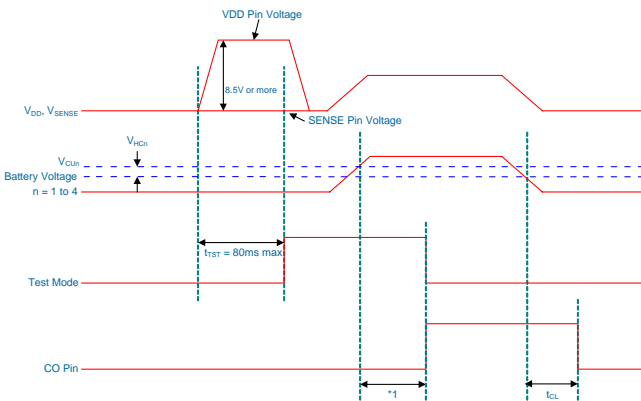 VDD Pin Voltage
8.5V or more
VDD, VSENSE
SENSE Pin Voltage
VHCn
VCUn
Battery Voltage
n = 1 to 4
tTST = 80ms max
Test Mode
CO Pin
*1
tCL